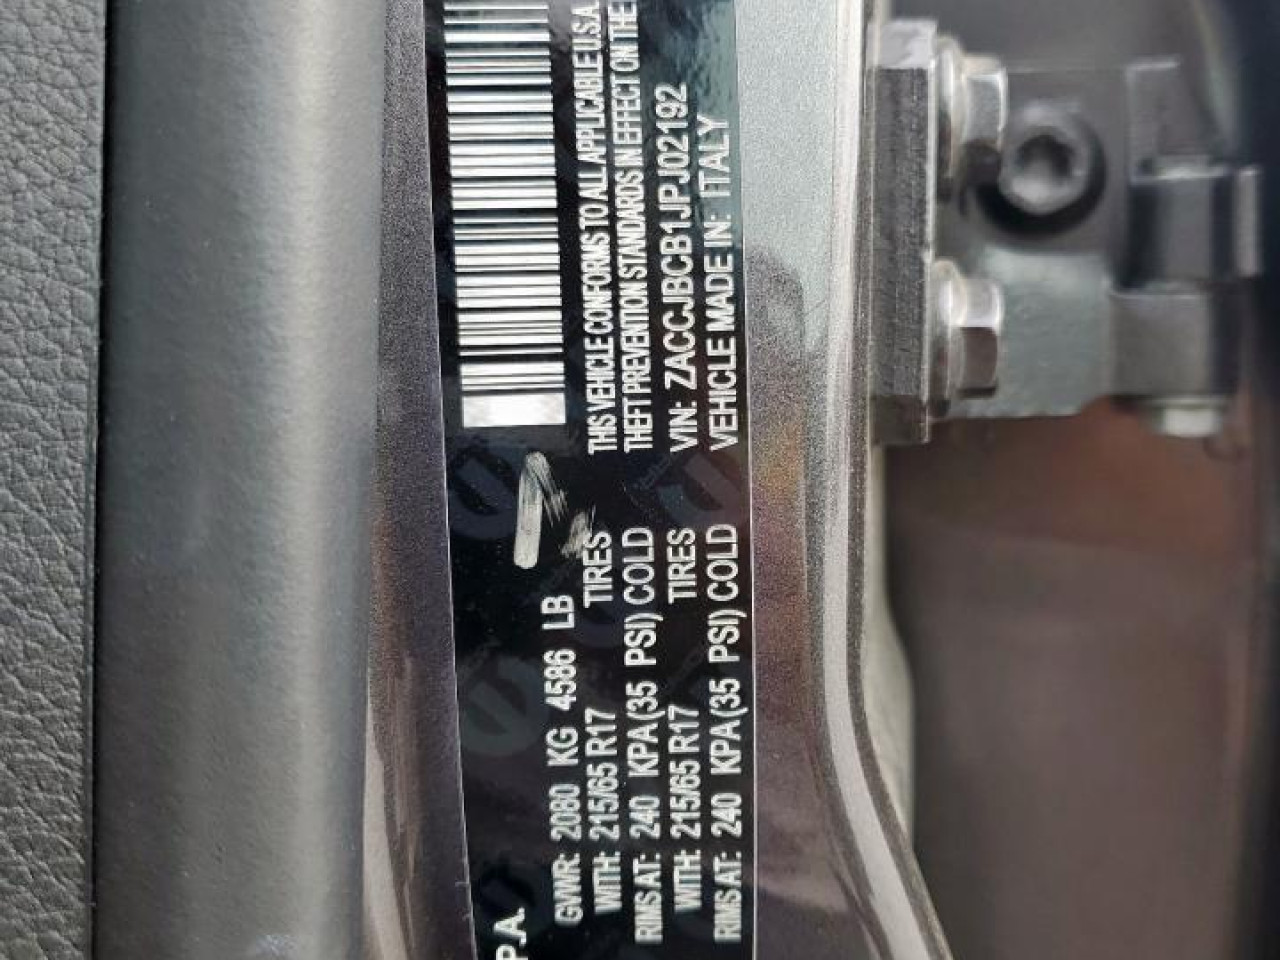 P.A.
GVWR: 2080 KG 4586 LB
WITH: 215/65 R17 TIRES
RIMS AT: 240 KPA (35 PSI) COLD
WITH: 215/65 R17 TIRES
RIMS AT: 240 KPA (35 PSI) COLD
THIS VEHICLE CONFORMS TO ALL APPLICABLE U.S.A.
THEFT PREVENTION STANDARDS IN EFFECT ON THE
VIN: ZACCJBCB1JPJ02192
VEHICLE MADE IN: ITALY